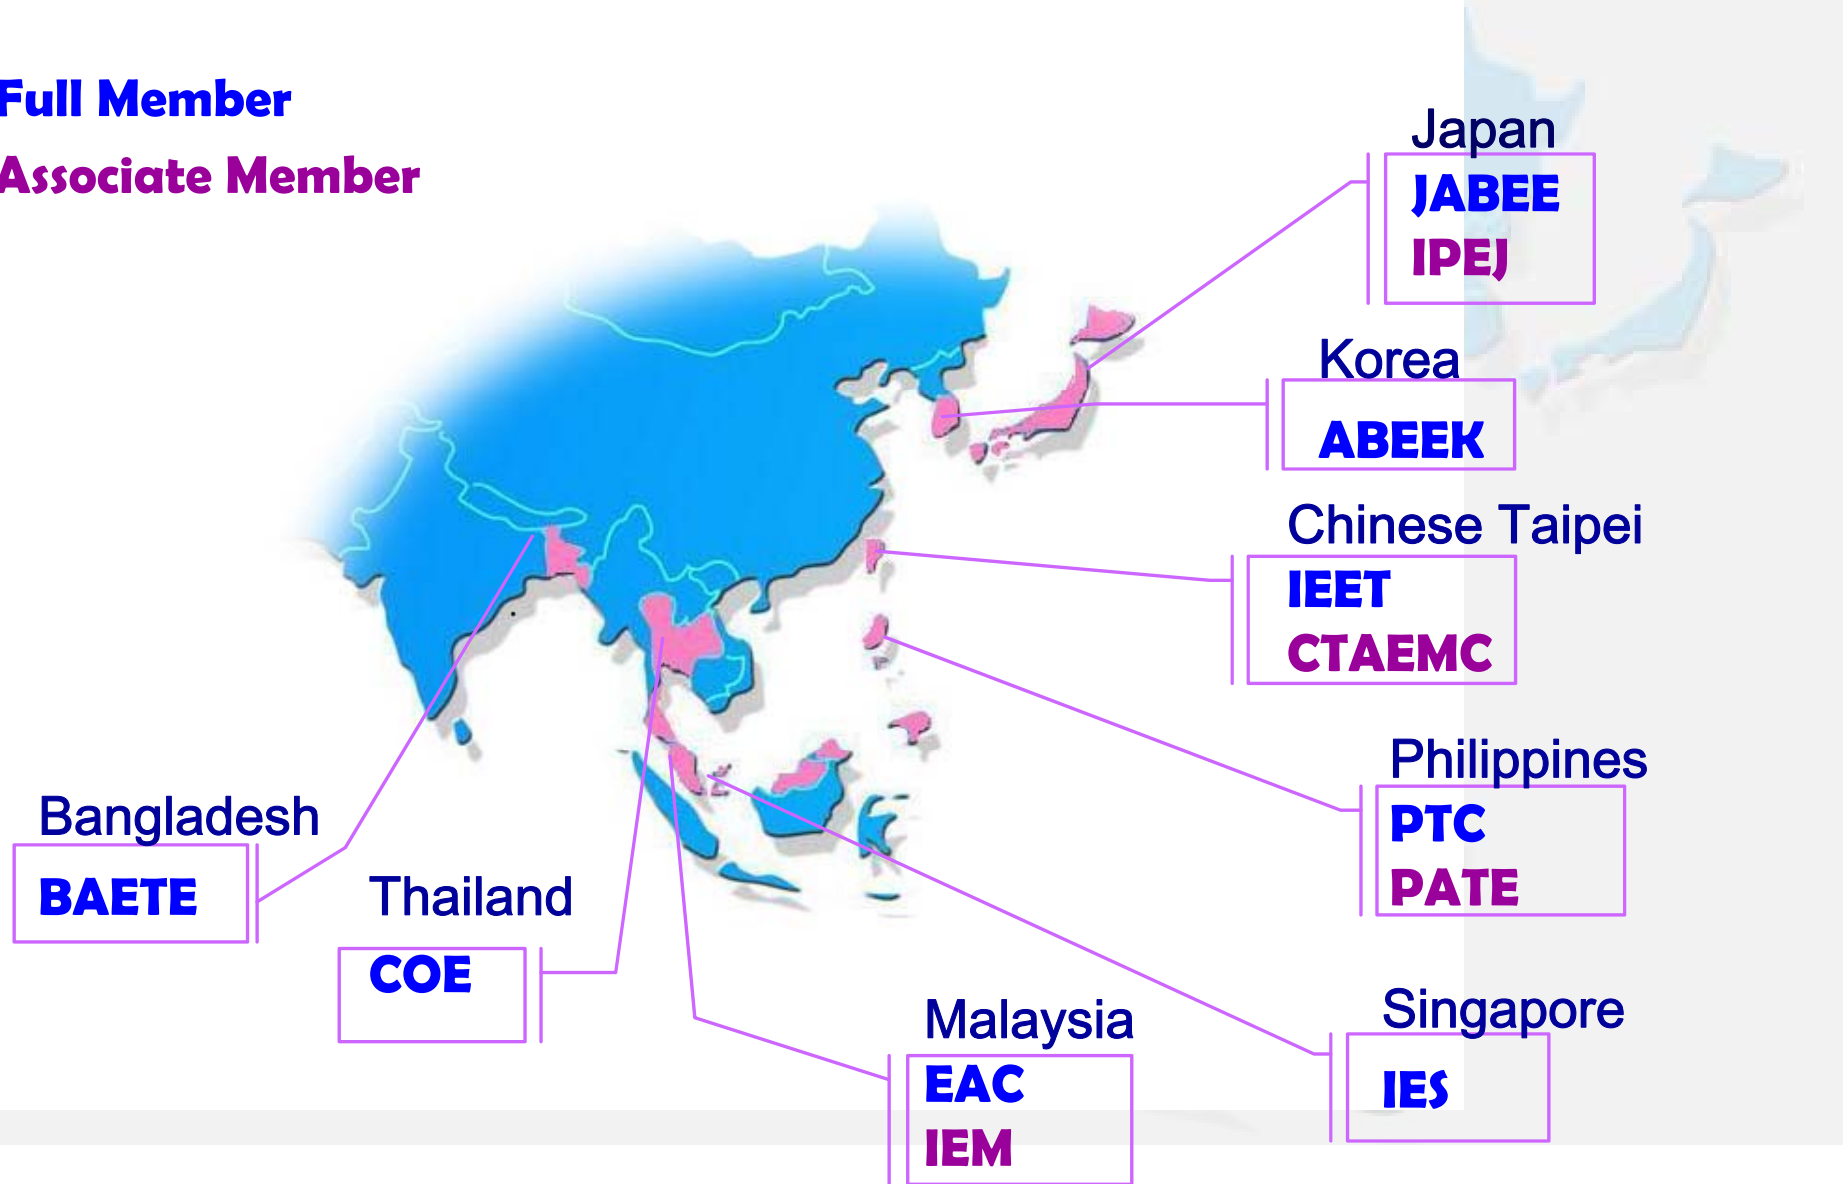 Full Member
Associate Member
Japan
JABEE
IPEJ
Korea
ABEEK
Chinese Taipei
IEET
CTAEMC
Philippines
PTC
PATE
Bangladesh
BAETE
Thailand
COE
Malaysia
EAC
IEM
Singapore
IES